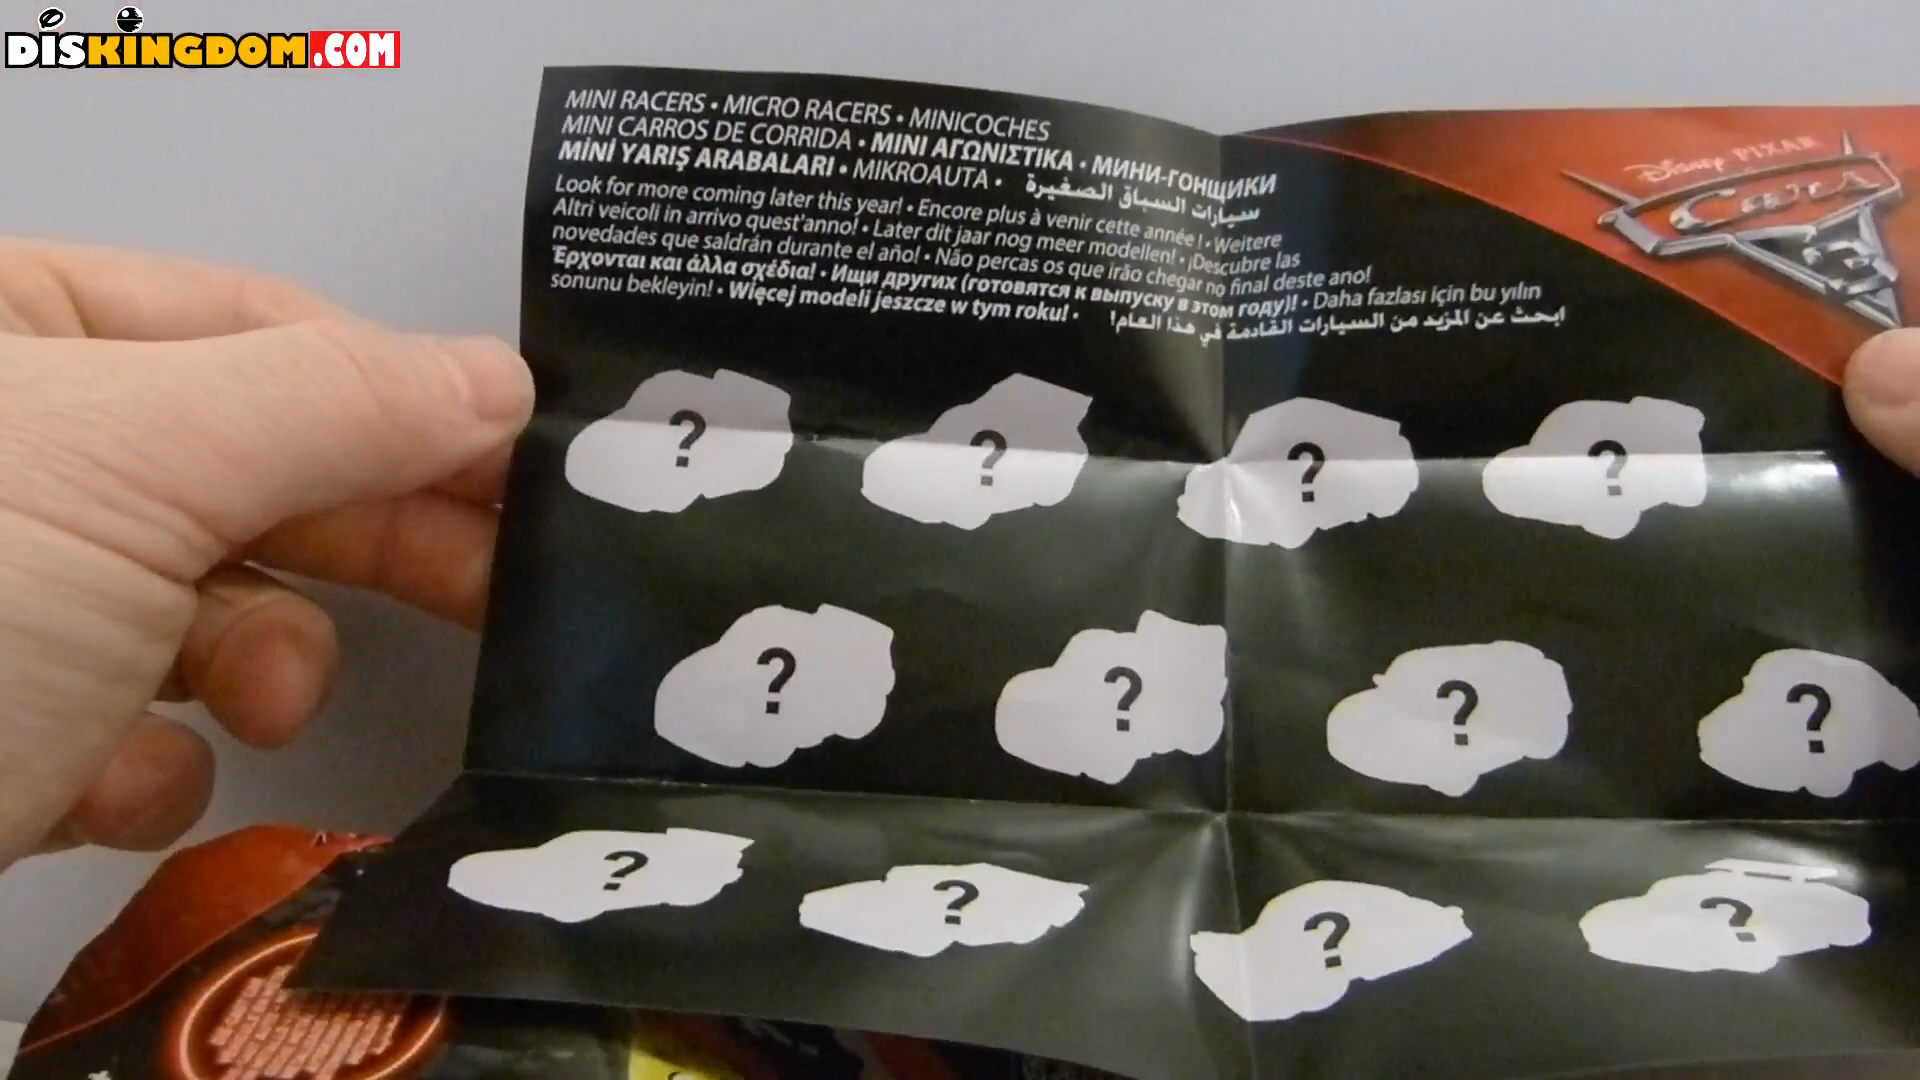 DISKINGDOM.COM
MINI RACERS • MICRO RACERS • MINICOCHES
MINI CARROS DE CORRIDA • MINI ΑΓΩΝΙΣΤΙΚΑ • МИНИ-ГОНЩИКИ
MİNİ YARIŞ ARABALARI • MIKROAUTA • سيارات السباق الصغيرة
Look for more coming later this year! • Encore plus à venir cette année ! • Weitere
Altri veicoli in arrivo quest'anno! • Later dit jaar nog meer modellen! • ¡Descubre las
novedades que saldrán durante el año! • Não percas os que irão chegar no final deste ano!
Έρχονται και άλλα σχέδια! • Ищи других (готовятся к выпуску в этом году)! • Daha fazlası için bu yılın
sonunu bekleyin! • Więcej modeli jeszcze w tym roku! • ابحث عن المزيد من السيارات القادمة في هذا العام!
Disney PIXAR
Cars
3
? ? ? ?
? ? ? ?
? ? ? ?